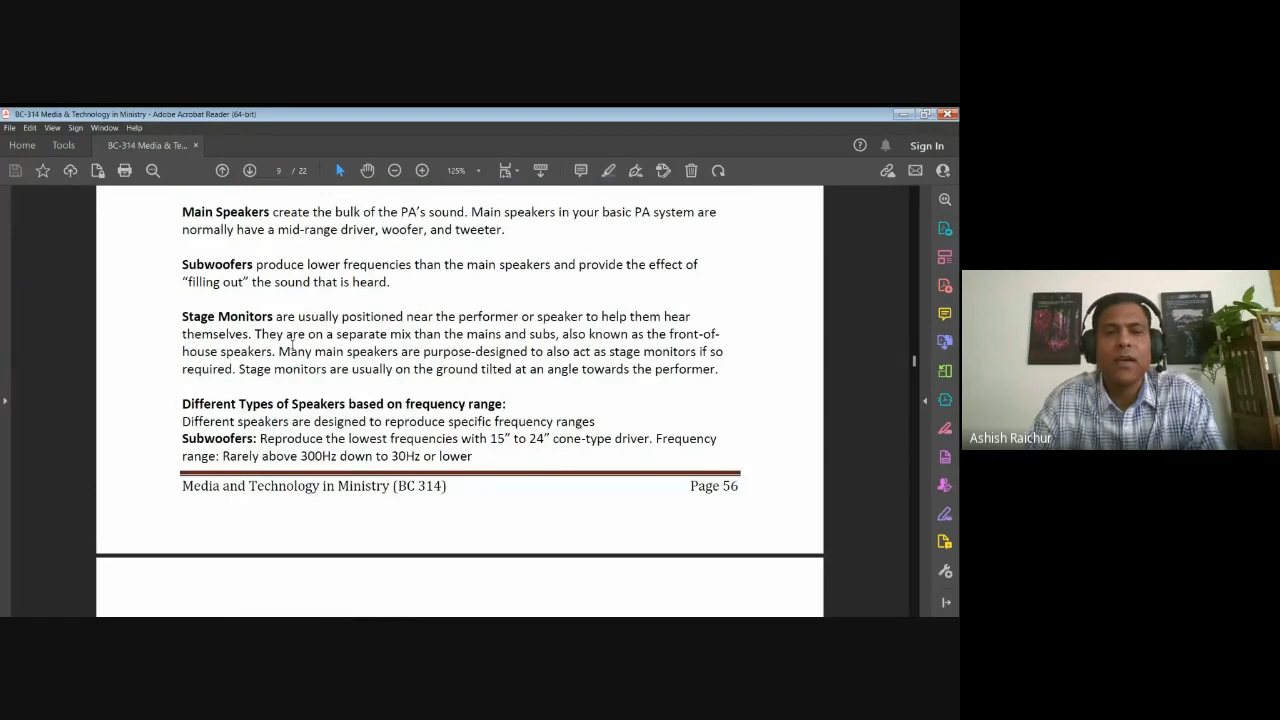 BC-314 Media & Technology in Ministry - Adobe Acrobat Reader (64-bit)
File Edit View Sign Window Help
Home Tools BC-314 Media & Te... × Sign In
9 / 22 125%
Main Speakers create the bulk of the PA’s sound. Main speakers in your basic PA system are
normally have a mid-range driver, woofer, and tweeter.
Subwoofers produce lower frequencies than the main speakers and provide the effect of
“filling out” the sound that is heard.
Stage Monitors are usually positioned near the performer or speaker to help them hear
themselves. They are on a separate mix than the mains and subs, also known as the front-of-
house speakers. Many main speakers are purpose-designed to also act as stage monitors if so
required. Stage monitors are usually on the ground tilted at an angle towards the performer.
Different Types of Speakers based on frequency range:
Different speakers are designed to reproduce specific frequency ranges
Subwoofers: Reproduce the lowest frequencies with 15” to 24” cone-type driver. Frequency
range: Rarely above 300Hz down to 30Hz or lower
Media and Technology in Ministry (BC 314) Page 56
Ashish Raichur